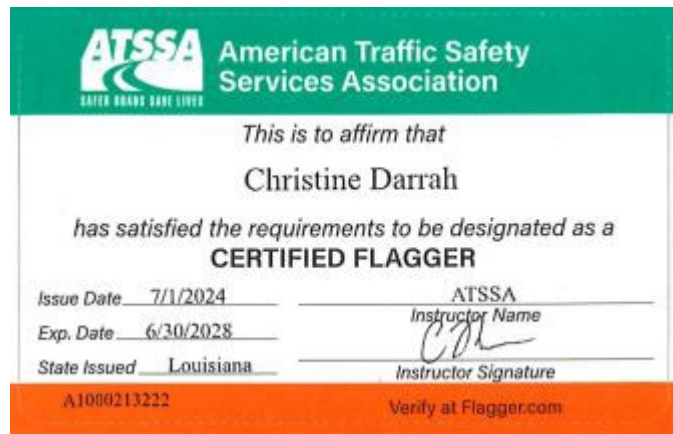 ATSSA
SAFER ROADS SAVE LIVES
American Traffic Safety
Services Association
This is to affirm that
Christine Darrah
has satisfied the requirements to be designated as a
CERTIFIED FLAGGER
Issue Date 7/1/2024
Exp. Date 6/30/2028
State Issued Louisiana
ATSSA
Instructor Name
Instructor Signature
A1080213222
Verify at Flagger.com